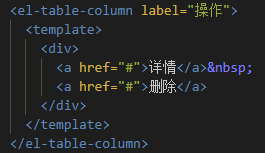 <el-table-column label="操作">
<template>
<div>
<a href="#">详情</a>&nbsp;
<a href="#">删除</a>
</div>
</template>
</el-table-column>